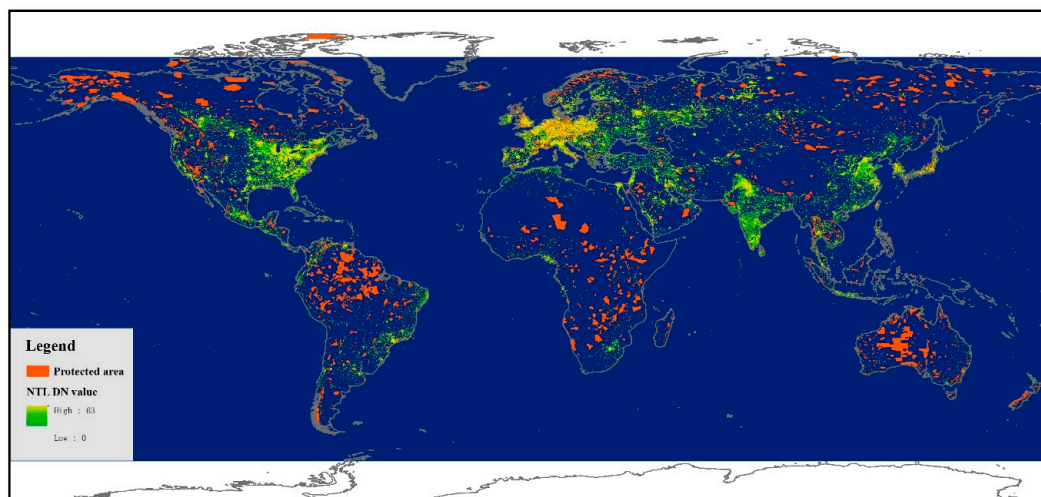 Legend
Protected area
NTL DN value
High : 63
Low : 0